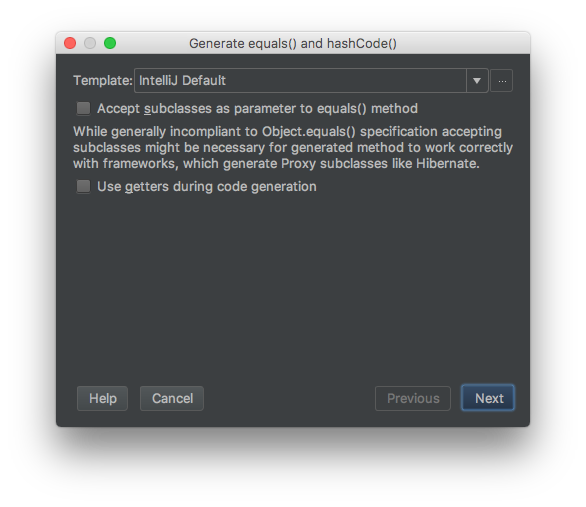 Generate equals() and hashCode()
Template: IntelliJ Default ...
Accept subclasses as parameter to equals() method
While generally incompliant to Object.equals() specification accepting
subclasses might be necessary for generated method to work correctly
with frameworks, which generate Proxy subclasses like Hibernate.
Use getters during code generation
Help Cancel Previous Next